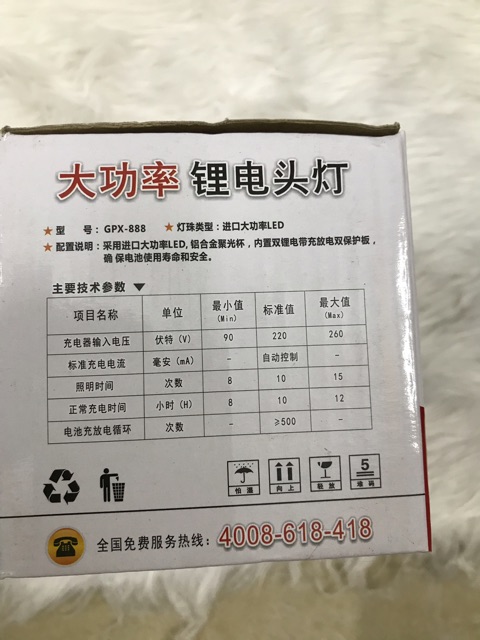 大功率 锂电头灯
★型 号：GPX-888 ★灯珠类型：进口大功率LED
★配置说明：采用进口大功率LED, 铝合金聚光杯，内置双锂电带充放电双保护板，
确 保电池使用寿命和安全。
主要技术参数 ▼
项目名称 单位 最小值(Min) 标准值 最大值(Max)
充电器输入电压 伏特（V） 90 220 260
标准充电电流 毫安（mA） - 自动控制 -
照明时间 次数 8 10 15
正常充电时间 小时（H） 8 10 12
电池充放电循环 次数 - ≥500 -
怕湿 向上 轻放 5 堆码
全国免费服务热线：4008-618-418